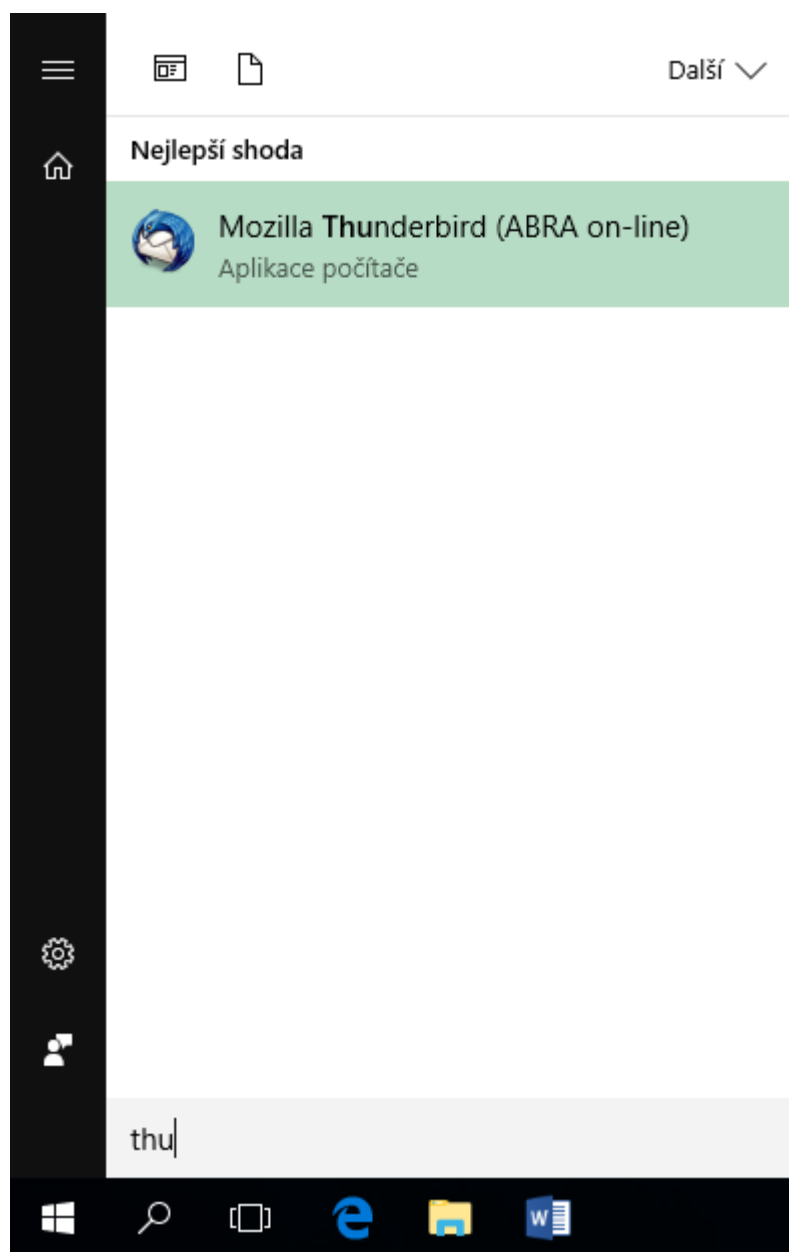 Další
Nejlepší shoda
Mozilla Thunderbird (ABRA on-line)
Aplikace počítače
thu